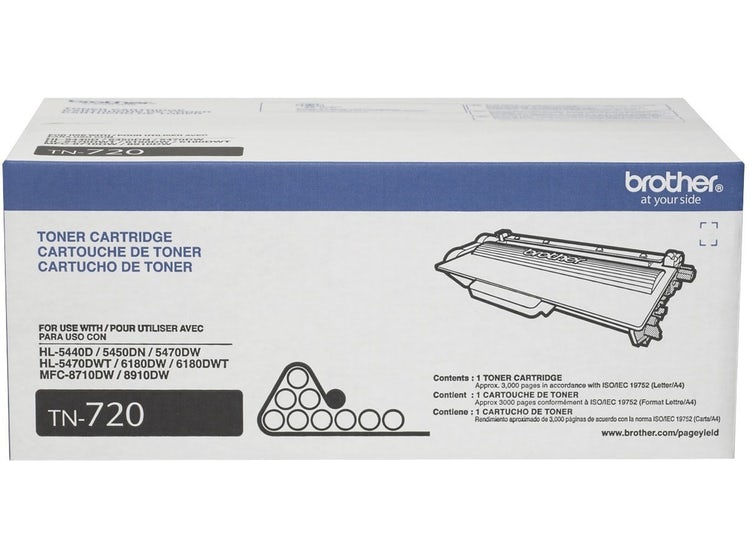 TN-720
brother
at your side
TONER CARTRIDGE
CARTOUCHE DE TONER
CARTUCHO DE TONER
brother
FOR USE WITH / POUR UTILISER AVEC
PARA USO CON
HL-5440D / 5450DN / 5470DW
HL-5470DWT / 6180DW / 6180DWT
MFC-8710DW / 8910DW
TN-720
Contents : 1 TONER CARTRIDGE
Approx. 3,000 pages in accordance with ISO/IEC 19752 (Letter/A4)
Contient : 1 CARTOUCHE DE TONER
Approx 3000 pages conformément à ISO/IEC 19752 (Format Letter/A4)
Contiene : 1 CARTUCHO DE TONER
Rendimiento aproximado de 3,000 páginas de acuerdo con la norma ISO/IEC 19752 (Carta/A4)
www.brother.com/pageyield